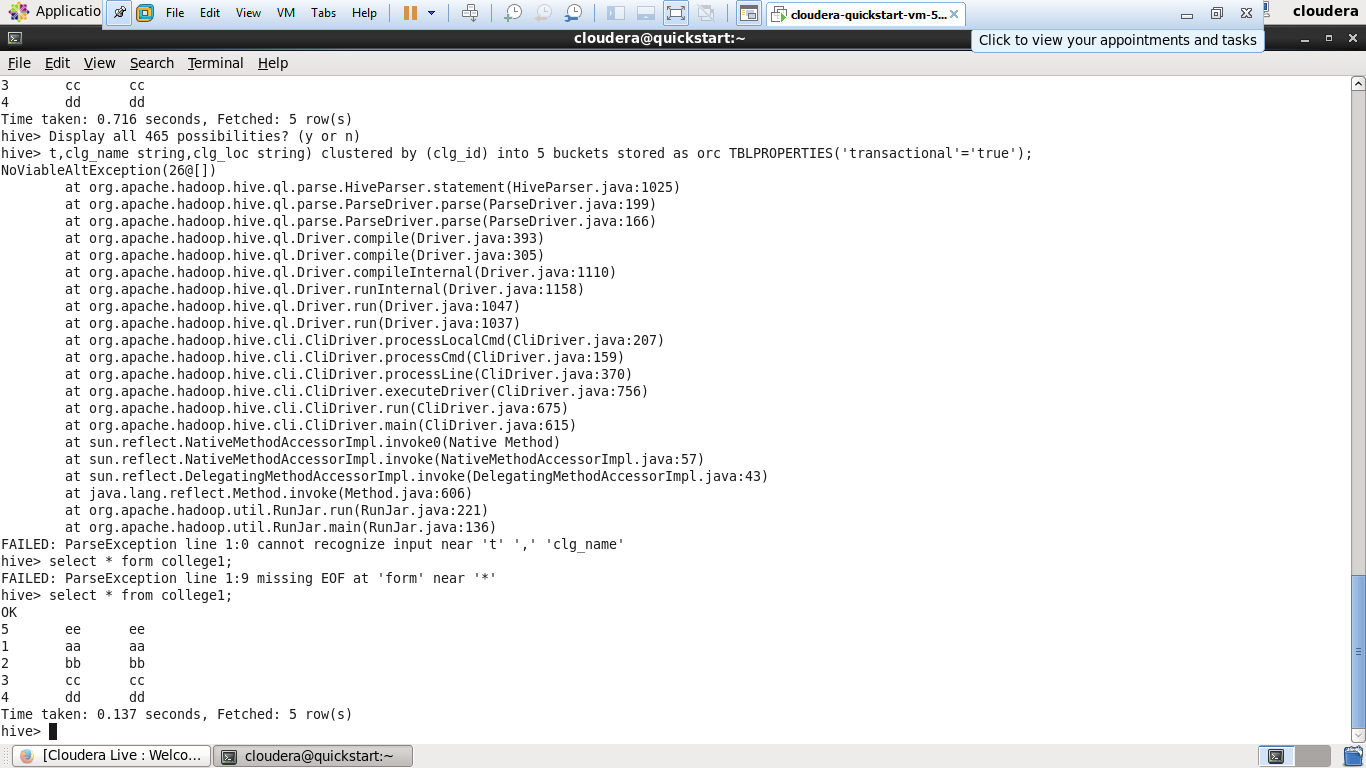 Applicatio File Edit View VM Tabs Help cloudera-quickstart-vm-5... cloudera
cloudera@quickstart:~
Click to view your appointments and tasks
File Edit View Search Terminal Help
3 cc cc
4 dd dd
Time taken: 0.716 seconds, Fetched: 5 row(s)
hive> Display all 465 possibilities? (y or n)
hive> t,clg_name string,clg_loc string) clustered by (clg_id) into 5 buckets stored as orc TBLPROPERTIES('transactional'='true');
NoViableAltException(26@[])
at org.apache.hadoop.hive.ql.parse.HiveParser.statement(HiveParser.java:1025)
at org.apache.hadoop.hive.ql.parse.ParseDriver.parse(ParseDriver.java:199)
at org.apache.hadoop.hive.ql.parse.ParseDriver.parse(ParseDriver.java:166)
at org.apache.hadoop.hive.ql.Driver.compile(Driver.java:393)
at org.apache.hadoop.hive.ql.Driver.compile(Driver.java:305)
at org.apache.hadoop.hive.ql.Driver.compileInternal(Driver.java:1110)
at org.apache.hadoop.hive.ql.Driver.runInternal(Driver.java:1158)
at org.apache.hadoop.hive.ql.Driver.run(Driver.java:1047)
at org.apache.hadoop.hive.ql.Driver.run(Driver.java:1037)
at org.apache.hadoop.hive.cli.CliDriver.processLocalCmd(CliDriver.java:207)
at org.apache.hadoop.hive.cli.CliDriver.processCmd(CliDriver.java:159)
at org.apache.hadoop.hive.cli.CliDriver.processLine(CliDriver.java:370)
at org.apache.hadoop.hive.cli.CliDriver.executeDriver(CliDriver.java:756)
at org.apache.hadoop.hive.cli.CliDriver.run(CliDriver.java:675)
at org.apache.hadoop.hive.cli.CliDriver.main(CliDriver.java:615)
at sun.reflect.NativeMethodAccessorImpl.invoke0(Native Method)
at sun.reflect.NativeMethodAccessorImpl.invoke(NativeMethodAccessorImpl.java:57)
at sun.reflect.DelegatingMethodAccessorImpl.invoke(DelegatingMethodAccessorImpl.java:43)
at java.lang.reflect.Method.invoke(Method.java:606)
at org.apache.hadoop.util.RunJar.run(RunJar.java:221)
at org.apache.hadoop.util.RunJar.main(RunJar.java:136)
FAILED: ParseException line 1:0 cannot recognize input near 't' ',' 'clg_name'
hive> select * form college1;
FAILED: ParseException line 1:9 missing EOF at 'form' near '*'
hive> select * from college1;
OK
5 ee ee
1 aa aa
2 bb bb
3 cc cc
4 dd dd
Time taken: 0.137 seconds, Fetched: 5 row(s)
hive>
[Cloudera Live : Welco... cloudera@quickstart:~